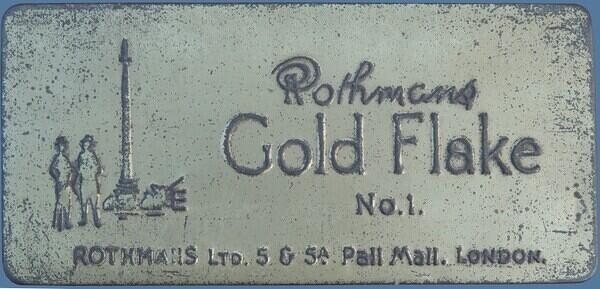 Rothmans
Gold Flake
No.1.
ROTHMANS LTD. 5 & 5A Pall Mall. LONDON.